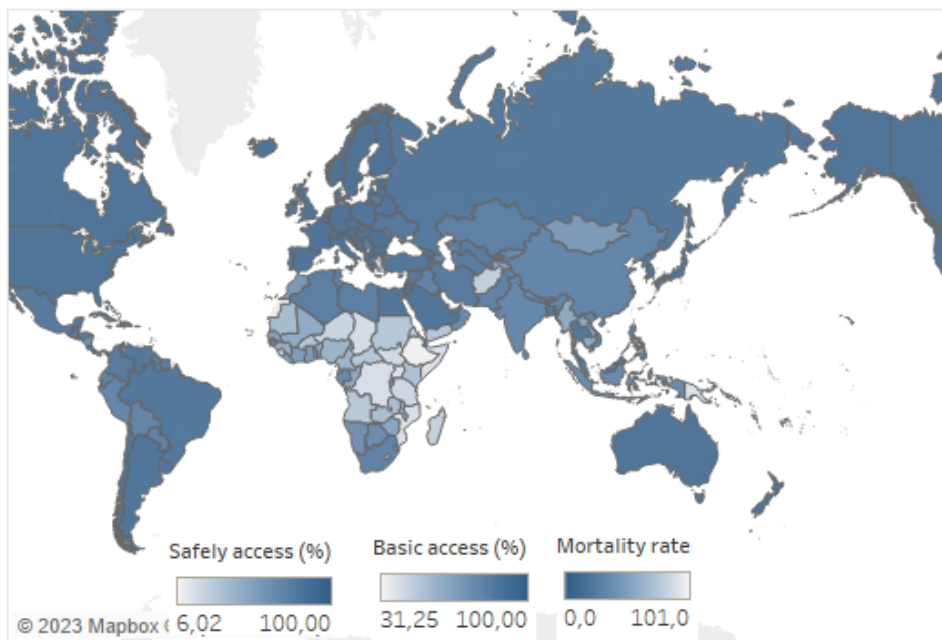 Safely access (%) Basic access (%) Mortality rate
6,02 100,00 31,25 100,00 0,0 101,0
© 2023 Mapbox